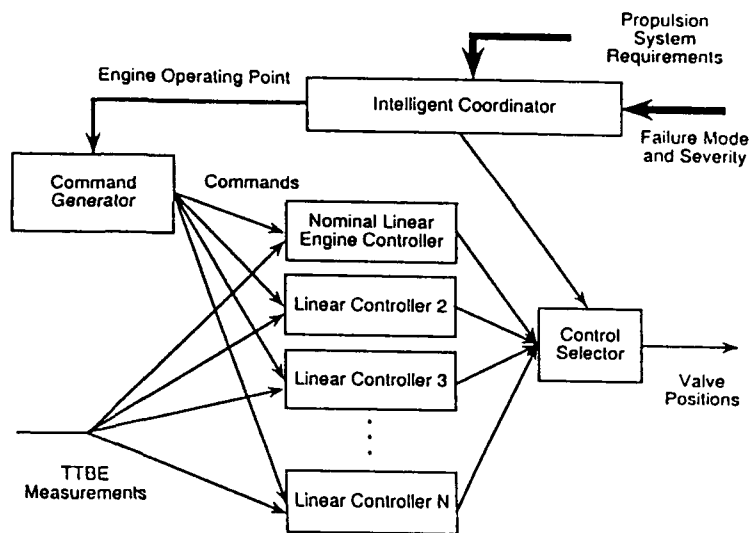 Propulsion
System
Requirements
Engine Operating Point
Intelligent Coordinator
Failure Mode
and Severity
Command
Generator
Commands
Nominal Linear
Engine Controller
Linear Controller 2
Linear Controller 3
Linear Controller N
Control
Selector
Valve
Positions
TTBE
Measurements